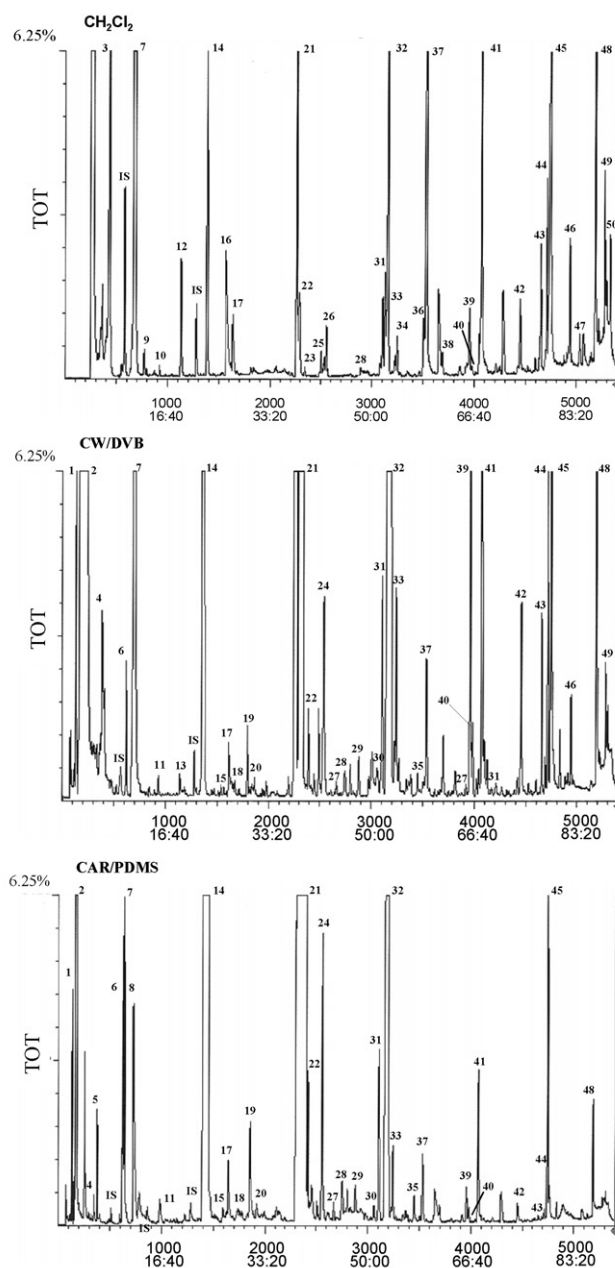 CH₂Cl₂
6.25%
3 7 14 21 32 37 41 45 48
IS 44 49
43 46 50
12 16
31
IS 22 33
17 26 36 39 42
34 47
9 25 38 40
10 23 28
TOT
1000 2000 3000 4000 5000
16:40 33:20 50:00 66:40 83:20
CW/DVB
6.25%
1 2 7 14 21 32 39 41 44 45 48
31
4 24 33 42 43
6 37 49
19 22 40 46
17
IS IS 29 30
11 13 15 18 20 27 28 35 27 31
TOT
1000 2000 3000 4000 5000
16:40 33:20 50:00 66:40 83:20
CAR/PDMS
6.25%
2 7 14 21 32 45
24
1 6 8
31
22 41
5 19 48
33
17 37 44
28 29 39
4 IS 11 IS 15 18 20 27 30 35 40 42 43
IS
TOT
1000 2000 3000 4000 5000
16:40 33:20 50:00 66:40 83:20